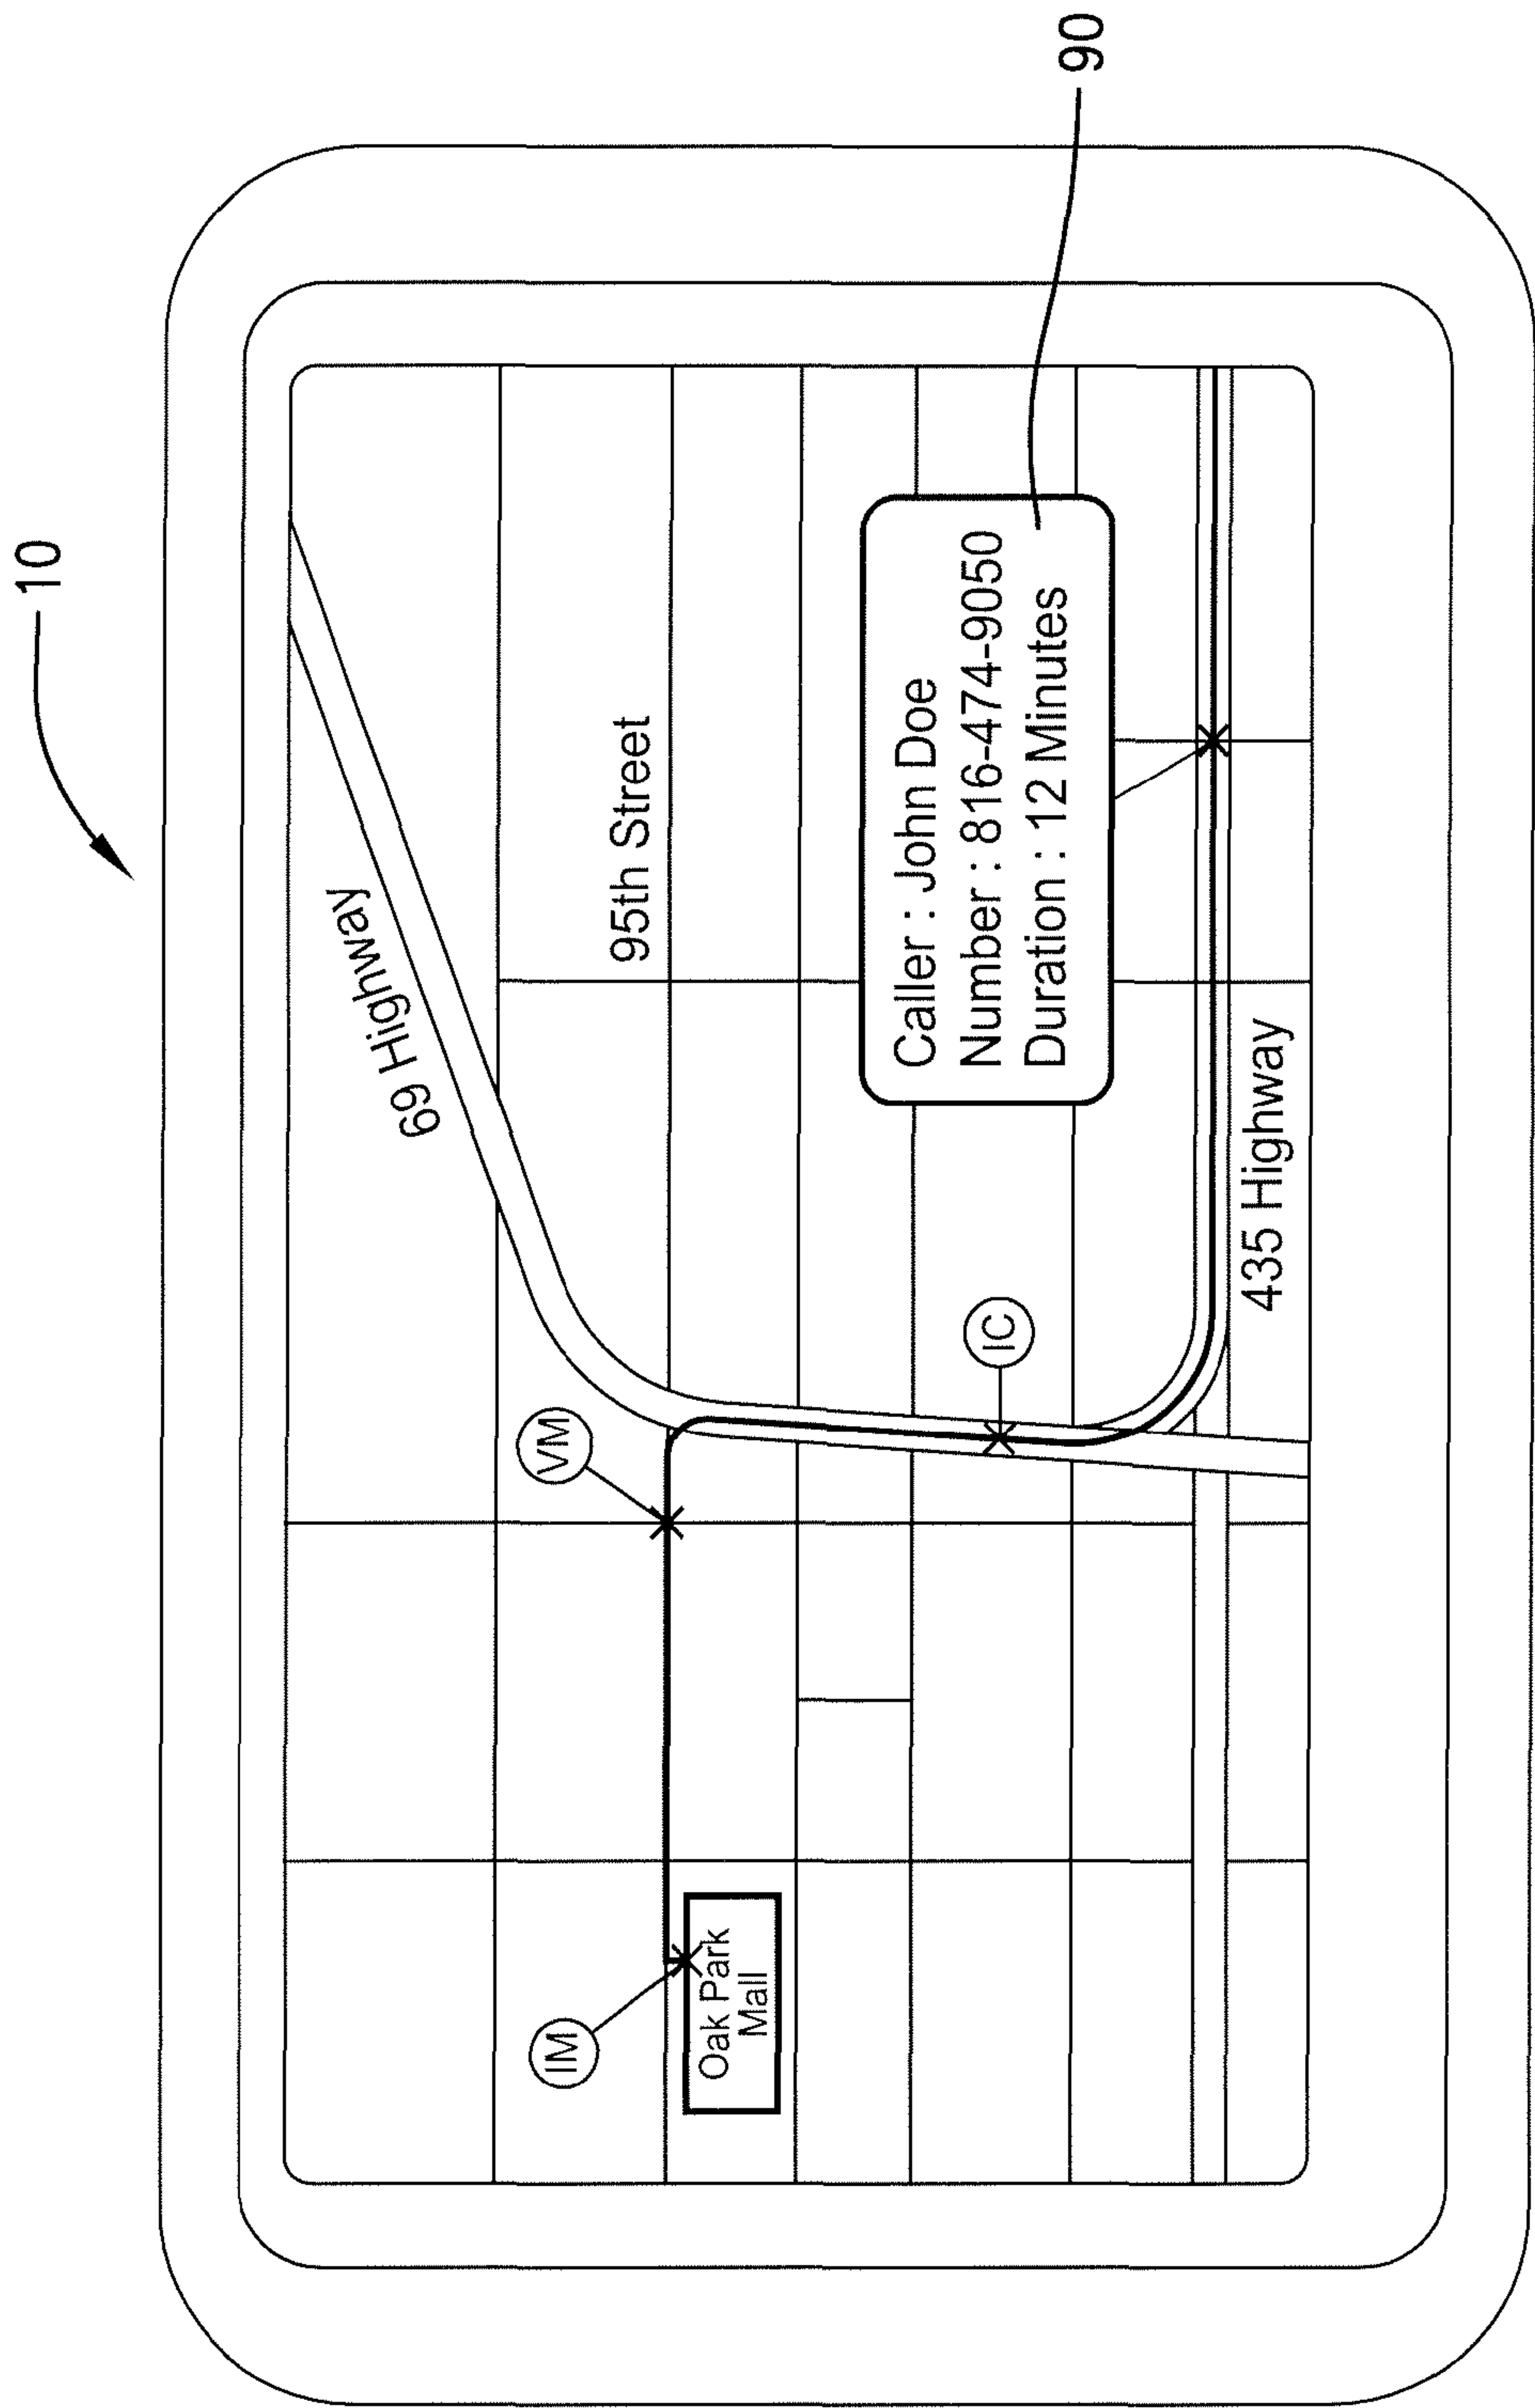 10
69 Highway
95th Street
VM
IM
Oak Park
Mall
Caller : John Doe
Number : 816-474-9050
Duration : 12 Minutes
90
IC
435 Highway